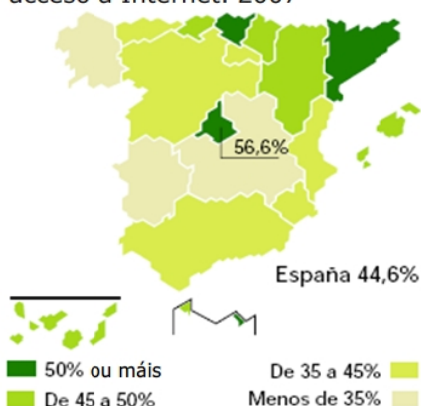 acceso a Internet. 2007
56,6%
España 44,6%
50% ou máis
De 35 a 45%
De 45 a 50%
Menos de 35%